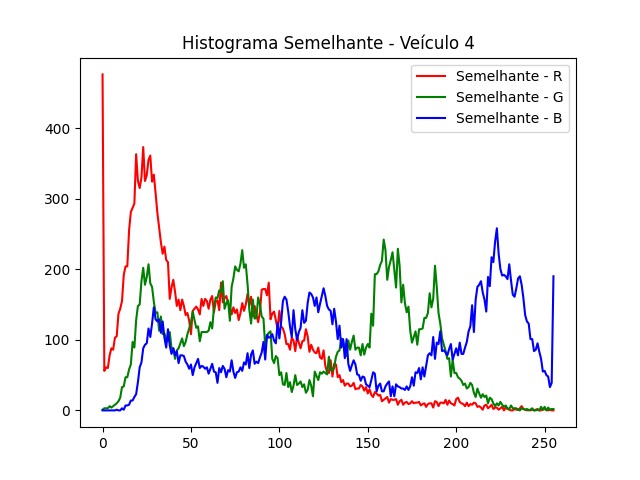 Histograma Semelhante - Veículo 4
Semelhante - R
Semelhante - G
Semelhante - B
400
300
200
100
0
0 50 100 150 200 250